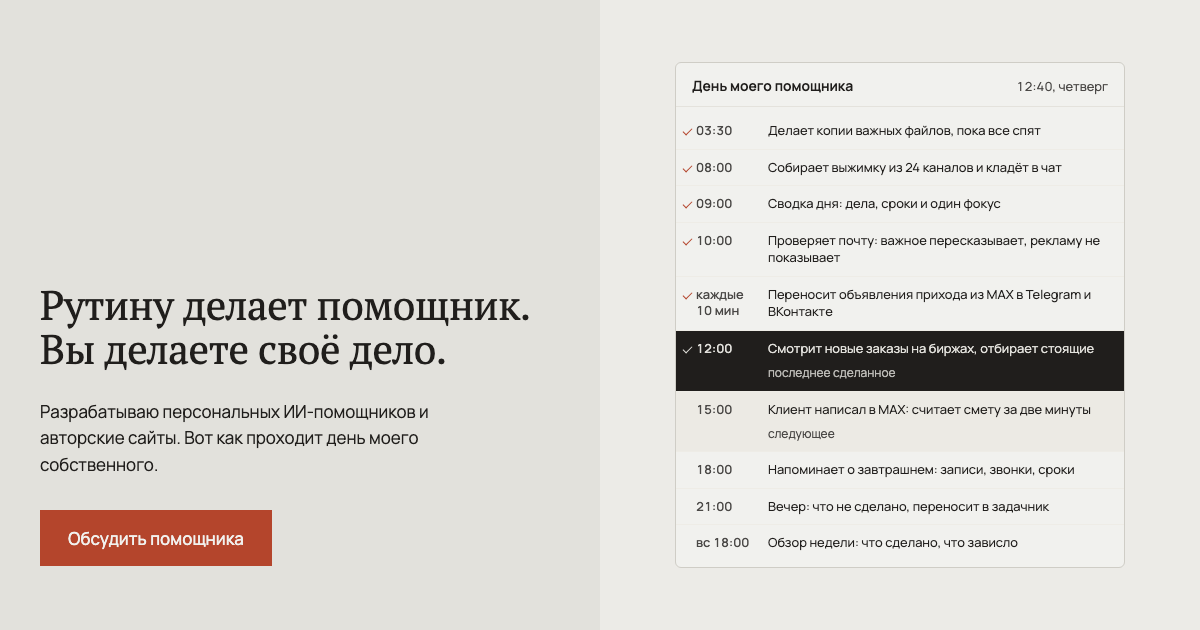 Рутину делает помощник.
Вы делаете своё дело.
Разрабатываю персональных ИИ-помощников и
авторские сайты. Вот как проходит день моего
собственного.
Обсудить помощника
День моего помощника 12:40, четверг
03:30 Делает копии важных файлов, пока все спят
08:00 Собирает выжимку из 24 каналов и кладёт в чат
09:00 Сводка дня: дела, сроки и один фокус
10:00 Проверяет почту: важное пересказывает, рекламу не
показывает
каждые Переносит объявления прихода из MAX в Telegram и
10 мин ВКонтакте
12:00 Смотрит новые заказы на биржах, отбирает стоящие
последнее сделанное
15:00 Клиент написал в MAX: считает смету за две минуты
следующее
18:00 Напоминает о завтрашнем: записи, звонки, сроки
21:00 Вечер: что не сделано, переносит в задачник
вс 18:00 Обзор недели: что сделано, что зависло